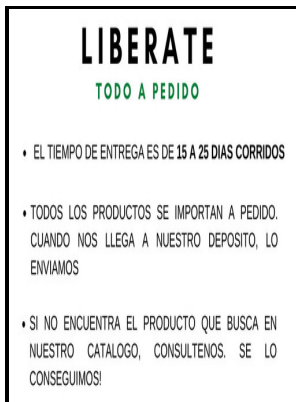 LIBERATE
TODO A PEDIDO
• EL TIEMPO DE ENTREGA ES DE 15 A 25 DIAS CORRIDOS
• TODOS LOS PRODUCTOS SE IMPORTAN A PEDIDO.
CUANDO NOS LLEGA A NUESTRO DEPOSITO, LO
ENVIAMOS
• SI NO ENCUENTRA EL PRODUCTO QUE BUSCA EN
NUESTRO CATALOGO, CONSULTENOS. SE LO
CONSEGUIMOS!